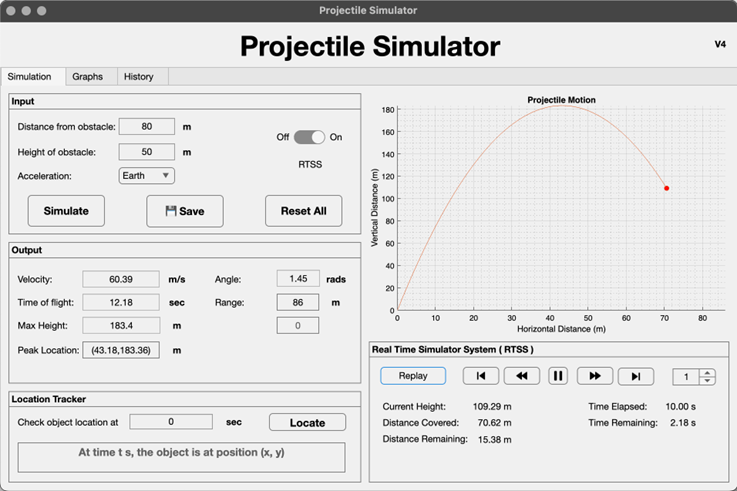 Projectile Simulator
Projectile Simulator
V4
Simulation Graphs History
Input
Distance from obstacle: 80 m
Height of obstacle: 50 m
Acceleration: Earth
Off On
RTSS
Simulate 💾 Save Reset All
Output
Velocity: 60.39 m/s Angle: 1.45 rads
Time of flight: 12.18 sec Range: 86 m
Max Height: 183.4 m 0
Peak Location: (43.18,183.36) m
Location Tracker
Check object location at 0 sec Locate
At time t s, the object is at position (x, y)
Projectile Motion
Vertical Distance (m)
180
160
140
120
100
80
60
40
20
0
0 10 20 30 40 50 60 70 80
Horizontal Distance (m)
Real Time Simulator System ( RTSS )
Replay 1
Current Height: 109.29 m Time Elapsed: 10.00 s
Distance Covered: 70.62 m Time Remaining: 2.18 s
Distance Remaining: 15.38 m